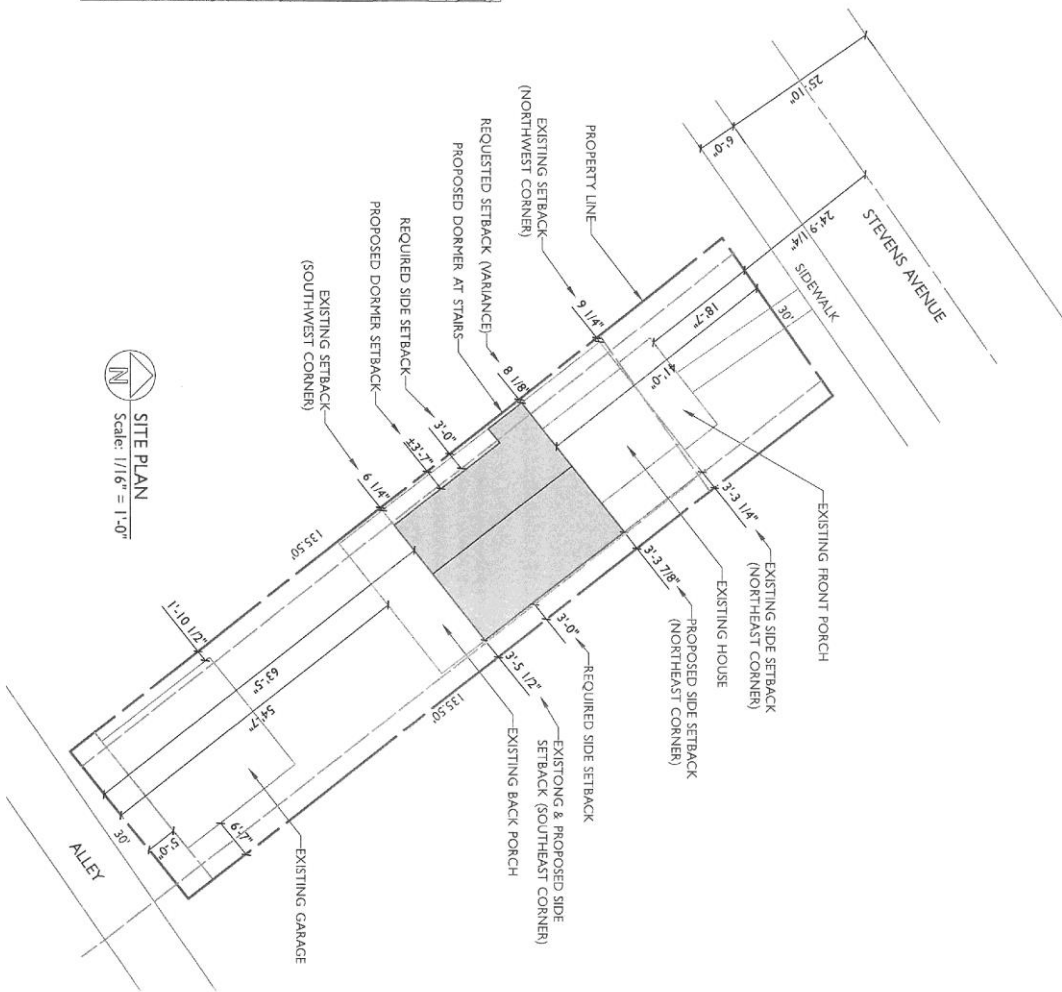 25'-10"
6'-0"
24'-9 1/4"
STEVENS AVENUE
SIDEWALK
30'
18'-7"
PROPERTY LINE
EXISTING SETBACK
(NORTHWEST CORNER)
9 1/4"
REQUESTED SETBACK (VARIANCE)
8 1/8"
PROPOSED DORMER AT STAIRS
REQUIRED SIDE SETBACK
3'-0"
PROPOSED DORMER SETBACK
±3'-7"
EXISTING SETBACK
(SOUTHWEST CORNER)
6 1/4"
EXISTING FRONT PORCH
3'-3 1/4"
EXISTING SIDE SETBACK
(NORTHEAST CORNER)
EXISTING HOUSE
3'-3 7/8"
PROPOSED SIDE SETBACK
(NORTHEAST CORNER)
3'-0"
REQUIRED SIDE SETBACK
3'-5 1/2"
EXISTONG & PROPOSED SIDE
SETBACK (SOUTHEAST CORNER)
EXISTING BACK PORCH
135.50'
135.50'
1'-10 1/2"
63'-5"
54'-7"
6'-7"
30'
EXISTING GARAGE
ALLEY
N
SITE PLAN
Scale: 1/16" = 1'-0"